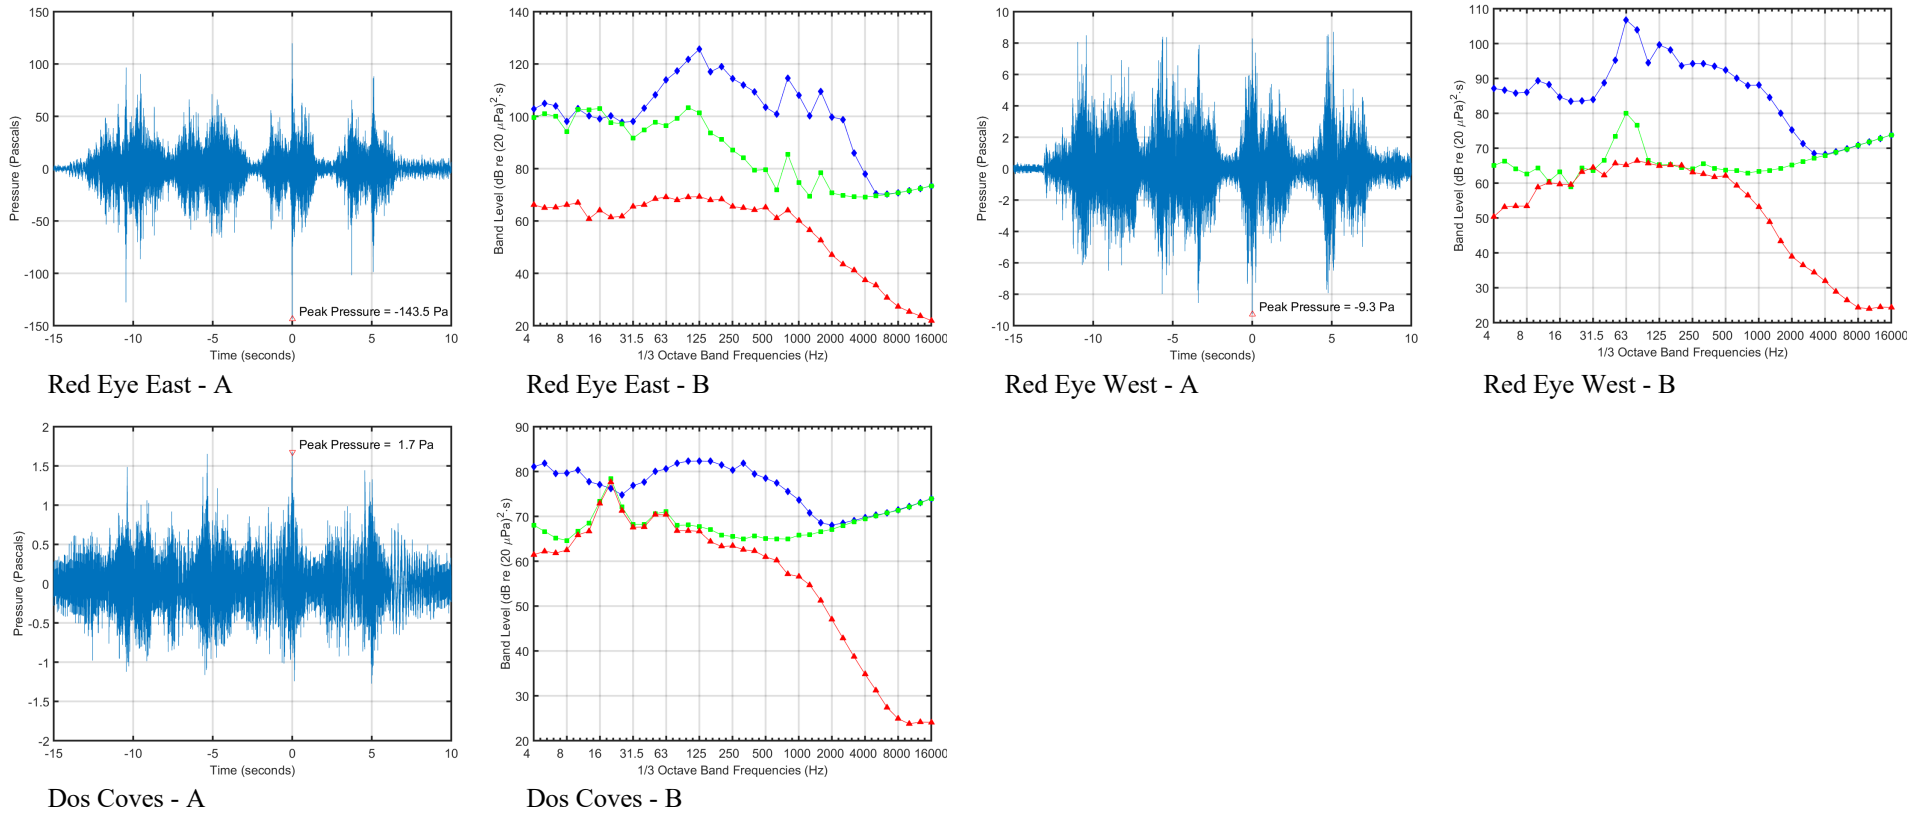 150
100
50
0
-50
-100
-150
-15 -10 -5 0 5 10
Pressure (Pascals)
Time (seconds)
Peak Pressure = -143.5 Pa
Red Eye East - A
140
120
100
80
60
40
20
4 8 16 31.5 63 125 250 500 1000 2000 4000 8000 16000
Band Level (dB re (20 μPa)²·s)
1/3 Octave Band Frequencies (Hz)
Red Eye East - B
10
8
6
4
2
0
-2
-4
-6
-8
-10
-15 -10 -5 0 5 10
Pressure (Pascals)
Time (seconds)
Peak Pressure = -9.3 Pa
Red Eye West - A
110
100
90
80
70
60
50
40
30
20
4 8 16 31.5 63 125 250 500 1000 2000 4000 8000 16000
Band Level (dB re (20 μPa)²·s)
1/3 Octave Band Frequencies (Hz)
Red Eye West - B
2
1.5
1
0.5
0
-0.5
-1
-1.5
-2
-15 -10 -5 0 5 10
Pressure (Pascals)
Time (seconds)
Peak Pressure = 1.7 Pa
Dos Coves - A
90
80
70
60
50
40
30
20
4 8 16 31.5 63 125 250 500 1000 2000 4000 8000 16000
Band Level (dB re (20 μPa)²·s)
1/3 Octave Band Frequencies (Hz)
Dos Coves - B